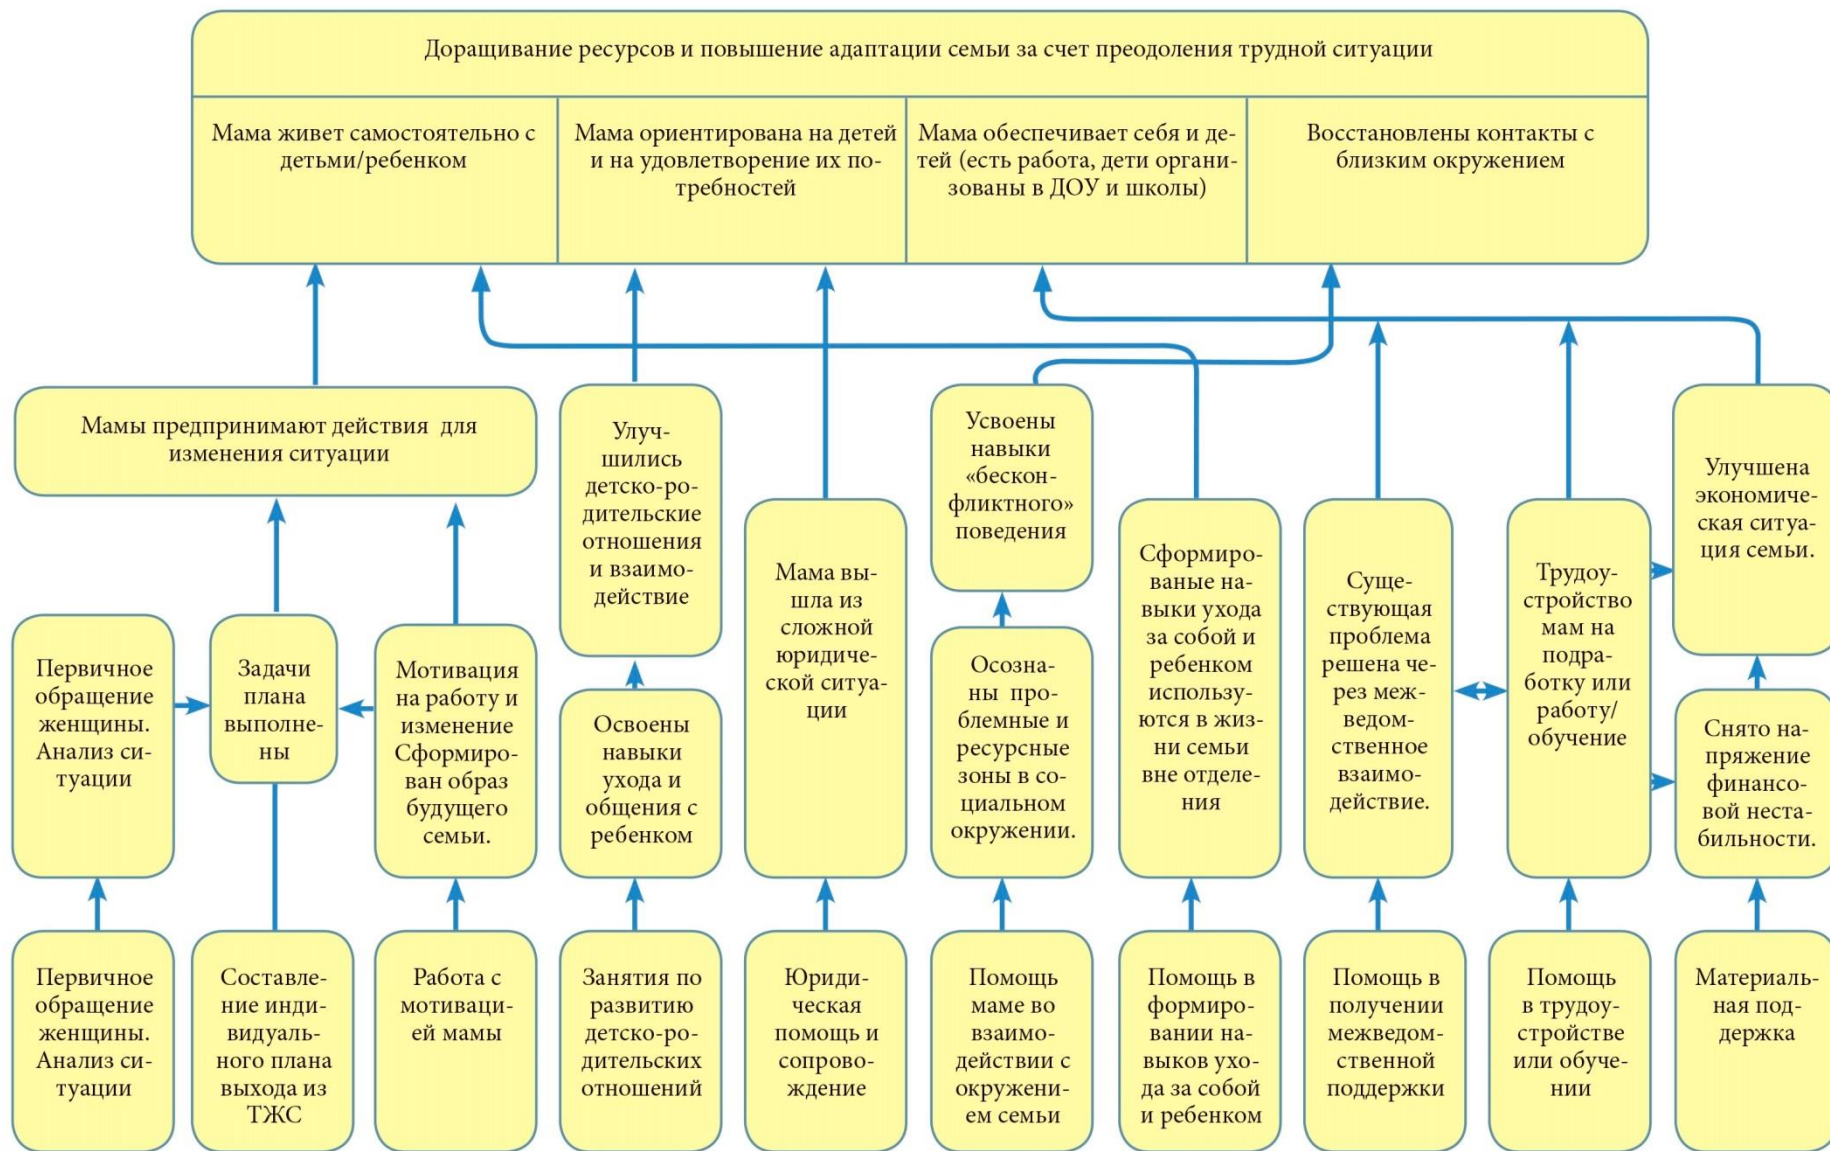 Доращивание ресурсов и повышение адаптации семьи за счет преодоления трудной ситуации
Мама живет самостоятельно с
детьми/ребенком
Мама ориентирована на детей
и на удовлетворение их по-
требностей
Мама обеспечивает себя и де-
тей (есть работа, дети органи-
зованы в ДОУ и школы)
Восстановлены контакты с
близким окружением
Мамы предпринимают действия для
изменения ситуации
Улуч-
шились
детско-ро-
дительские
отношения
и взаимо-
действие
Усвоены
навыки
«бескон-
фликтного»
поведения
Улучшена
экономиче-
ская ситуа-
ция семьи.
Первичное
обращение
женщины.
Анализ си-
туации
Задачи
плана
выполне-
ны
Мотивация
на работу и
изменение
Сформиро-
ван образ
будущего
семьи.
Освоены
навыки
ухода и
общения с
ребенком
Мама вы-
шла из
сложной
юридиче-
ской ситуа-
ции
Осозна-
ны про-
блемные и
ресурсные
зоны в со-
циальном
окружении.
Сформиро-
ваные на-
выки ухода
за собой и
ребенком
использу-
ются в жиз-
ни семьи
вне отделе-
ния
Суще-
ствующая
проблема
решена че-
рез меж-
ведом-
ственное
взаимо-
действие.
Трудоу-
стройство
мам на
подра-
ботку или
работу/
обучение
Снято на-
пряжение
финансо-
вой неста-
бильности.
Первичное
обращение
женщины.
Анализ си-
туации
Составле-
ние инди-
видуаль-
ного плана
выхода из
ТЖС
Работа с
мотиваци-
ей мамы
Занятия по
развитию
детско-ро-
дительских
отношений
Юриди-
ческая
помощь и
сопрово-
ждение
Помощь
маме во
взаимо-
действии с
окружени-
ем семьи
Помощь в
формиро-
вании на-
выков ухо-
да за собой
и ребенком
Помощь в
получении
межведом-
ственной
поддержки
Помощь
в трудоу-
стройстве
или обуче-
нии
Материаль-
ная под-
держка